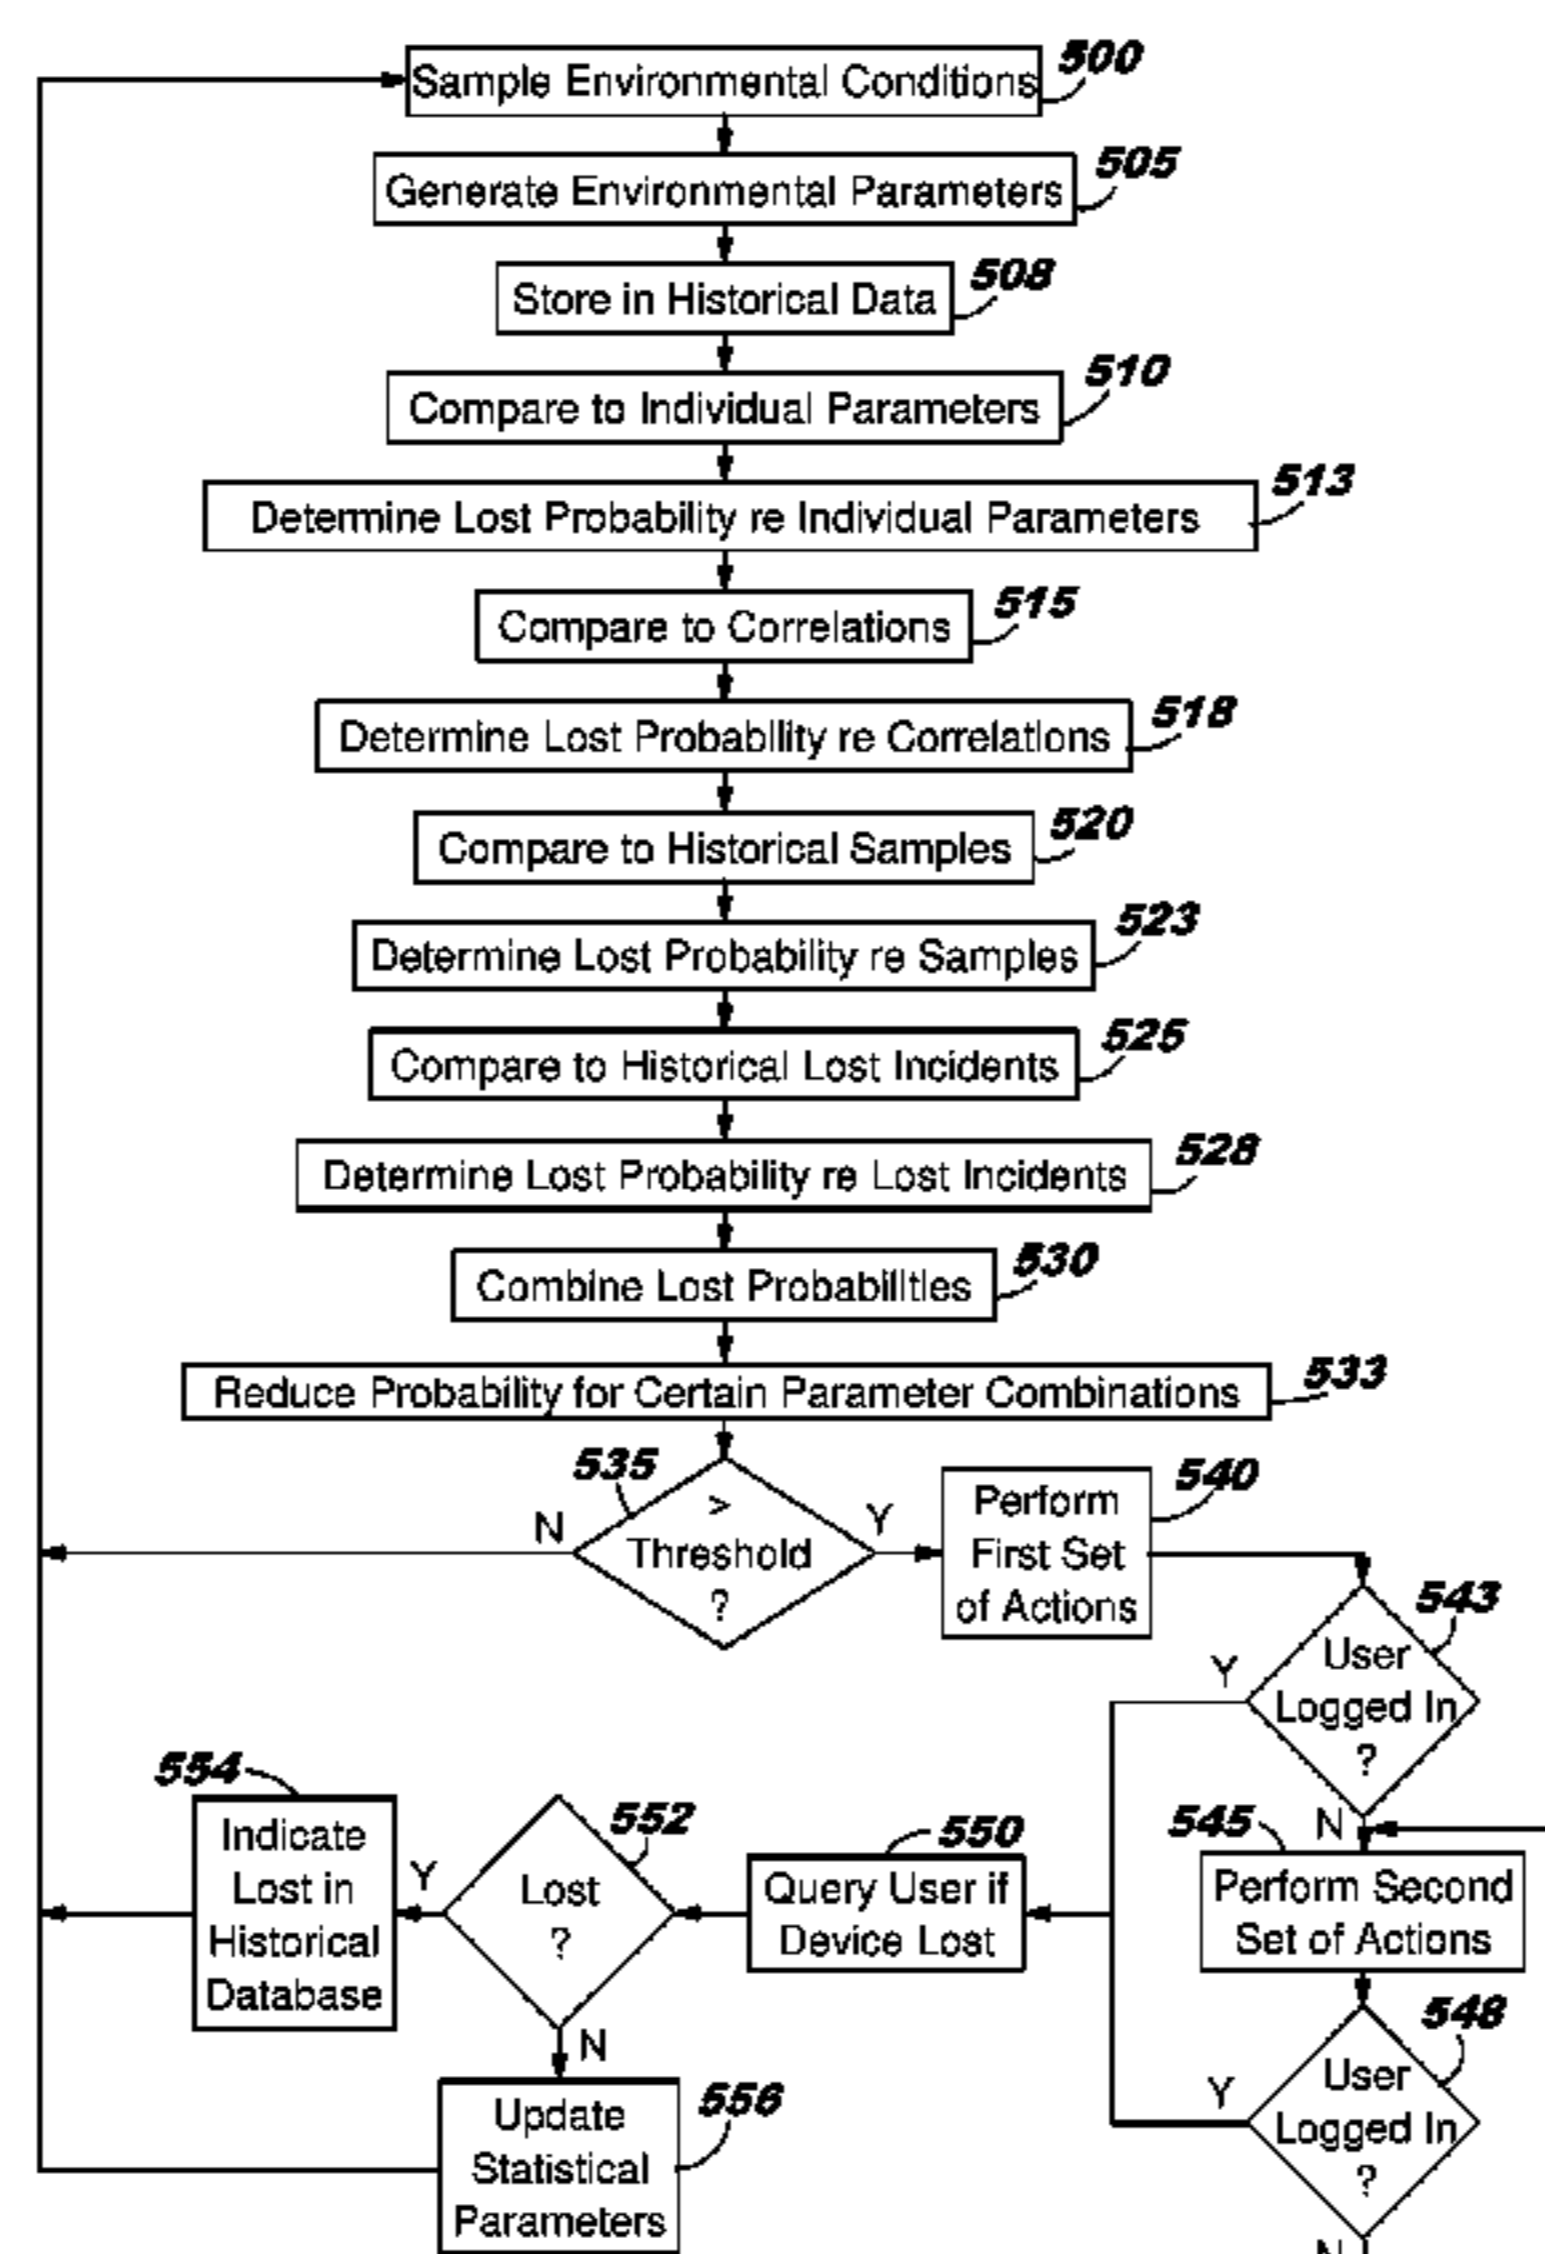 Sample Environmental Conditions
500
Generate Environmental Parameters
505
Store in Historical Data
508
Compare to Individual Parameters
510
Determine Lost Probability re Individual Parameters
513
Compare to Correlations
515
Determine Lost Probability re Correlations
518
Compare to Historical Samples
520
Determine Lost Probability re Samples
523
Compare to Historical Lost Incidents
525
Determine Lost Probability re Lost Incidents
528
Combine Lost Probabilities
530
Reduce Probability for Certain Parameter Combinations
533
535
>
Threshold
?
N
Y
Perform
First Set
of Actions
540
User
Logged In
?
543
Y
N
545
Perform Second
Set of Actions
User
Logged In
?
548
Y
N
550
Query User if
Device Lost
552
Lost
?
Y
N
554
Indicate
Lost in
Historical
Database
Update
Statistical
Parameters
556